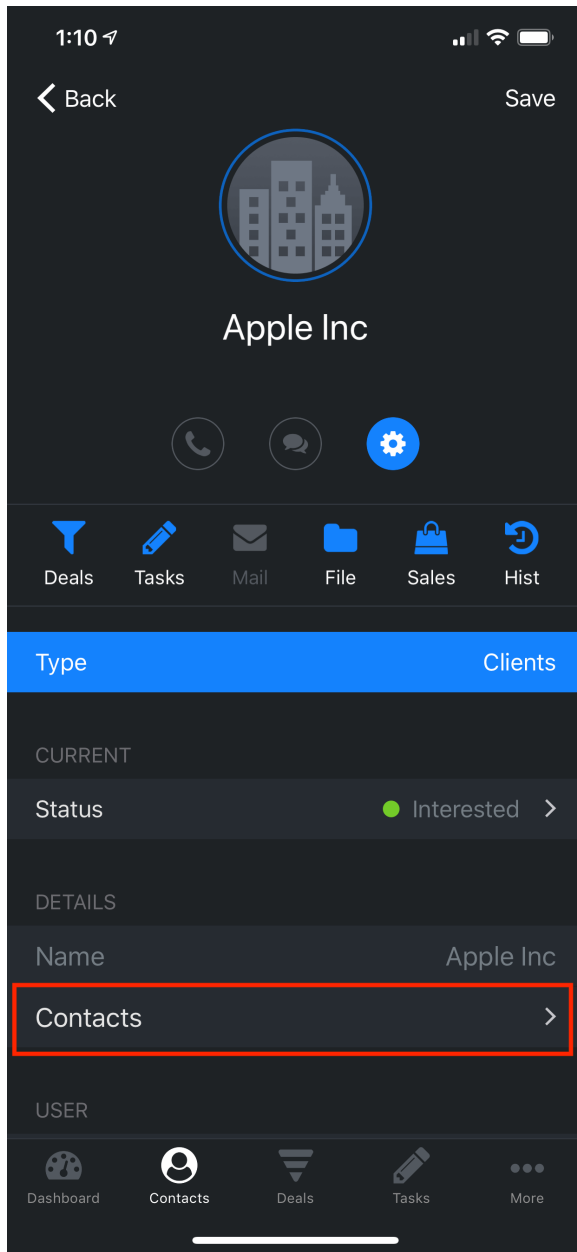 1:10
Back Save
Apple Inc
Deals Tasks Mail File Sales Hist
Type Clients
CURRENT
Status Interested
DETAILS
Name Apple Inc
Contacts
USER
Dashboard Contacts Deals Tasks More